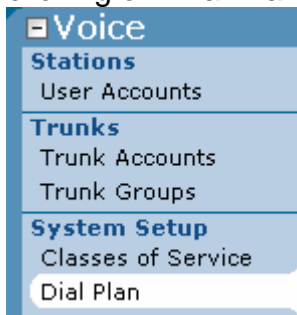 Voice
Stations
User Accounts
Trunks
Trunk Accounts
Trunk Groups
System Setup
Classes of Service
Dial Plan